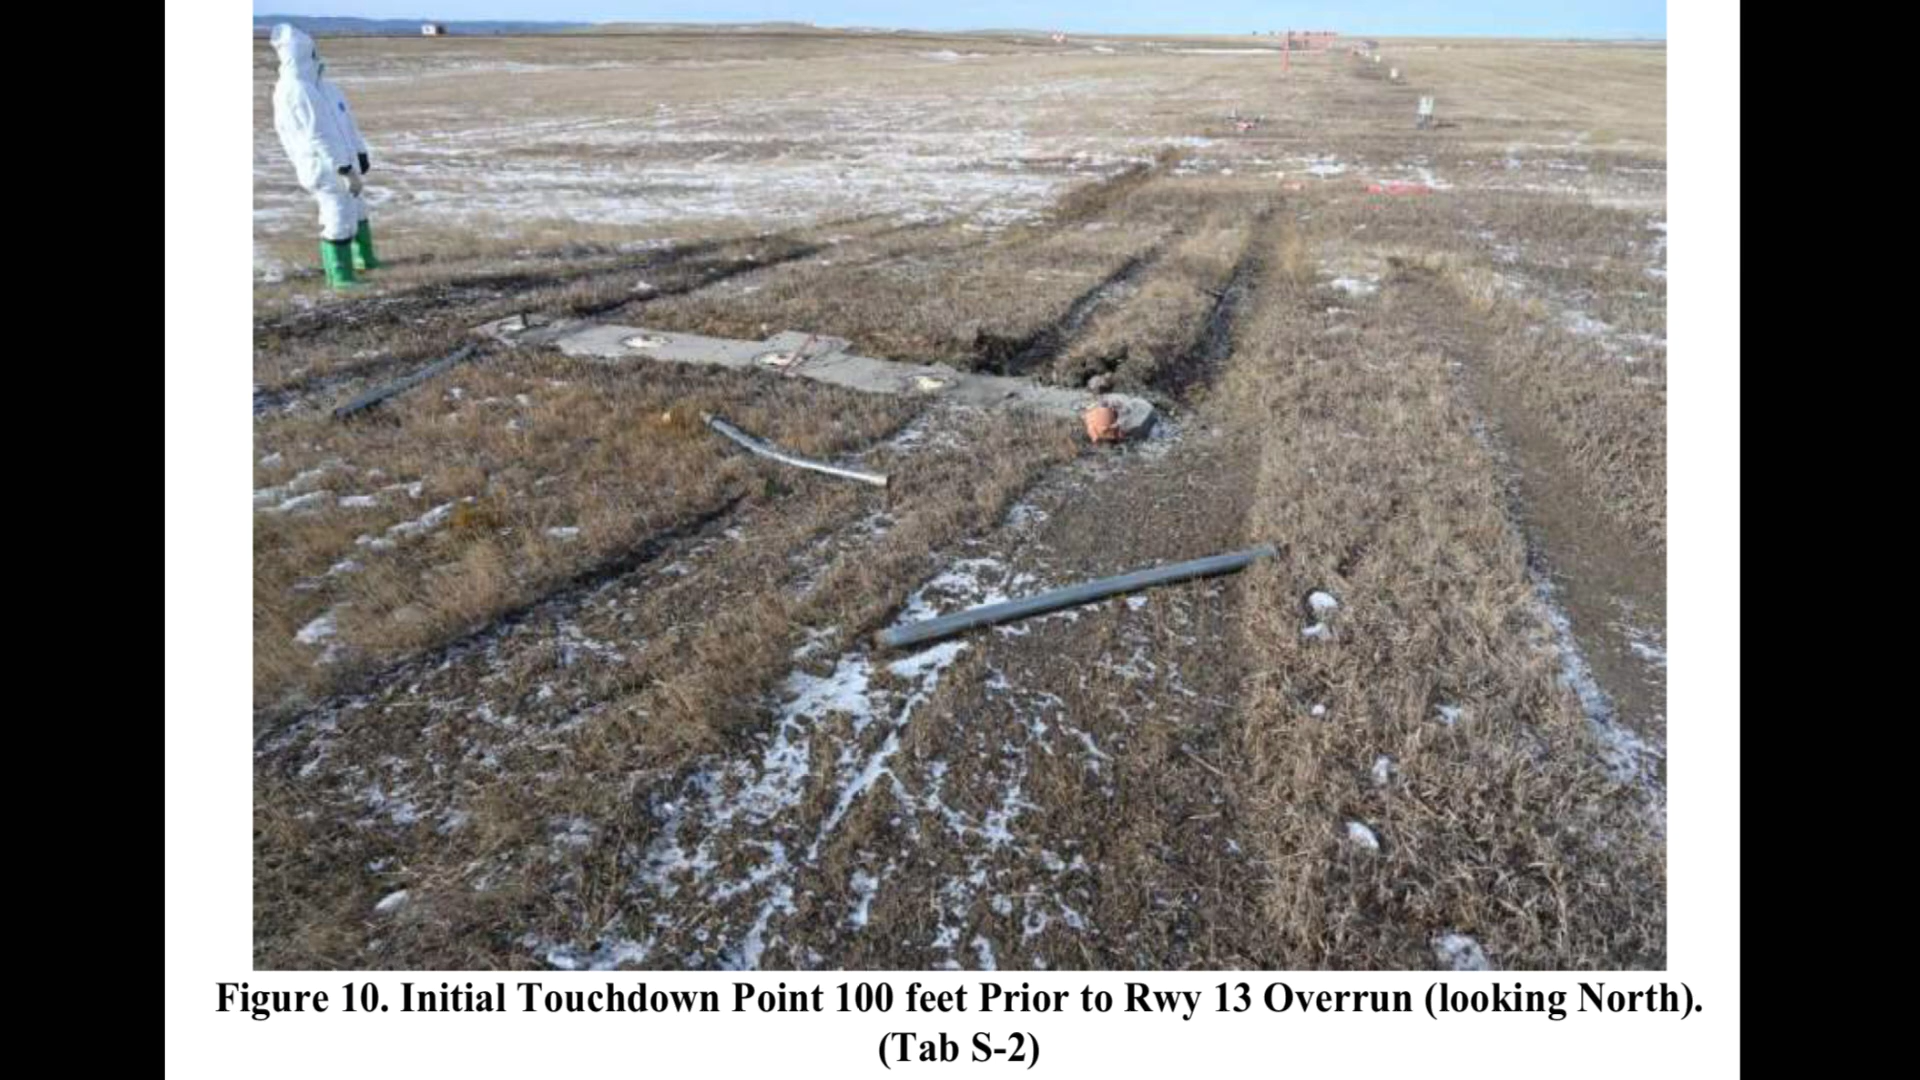 Figure 10. Initial Touchdown Point 100 feet Prior to Rwy 13 Overrun (looking North).
(Tab S-2)